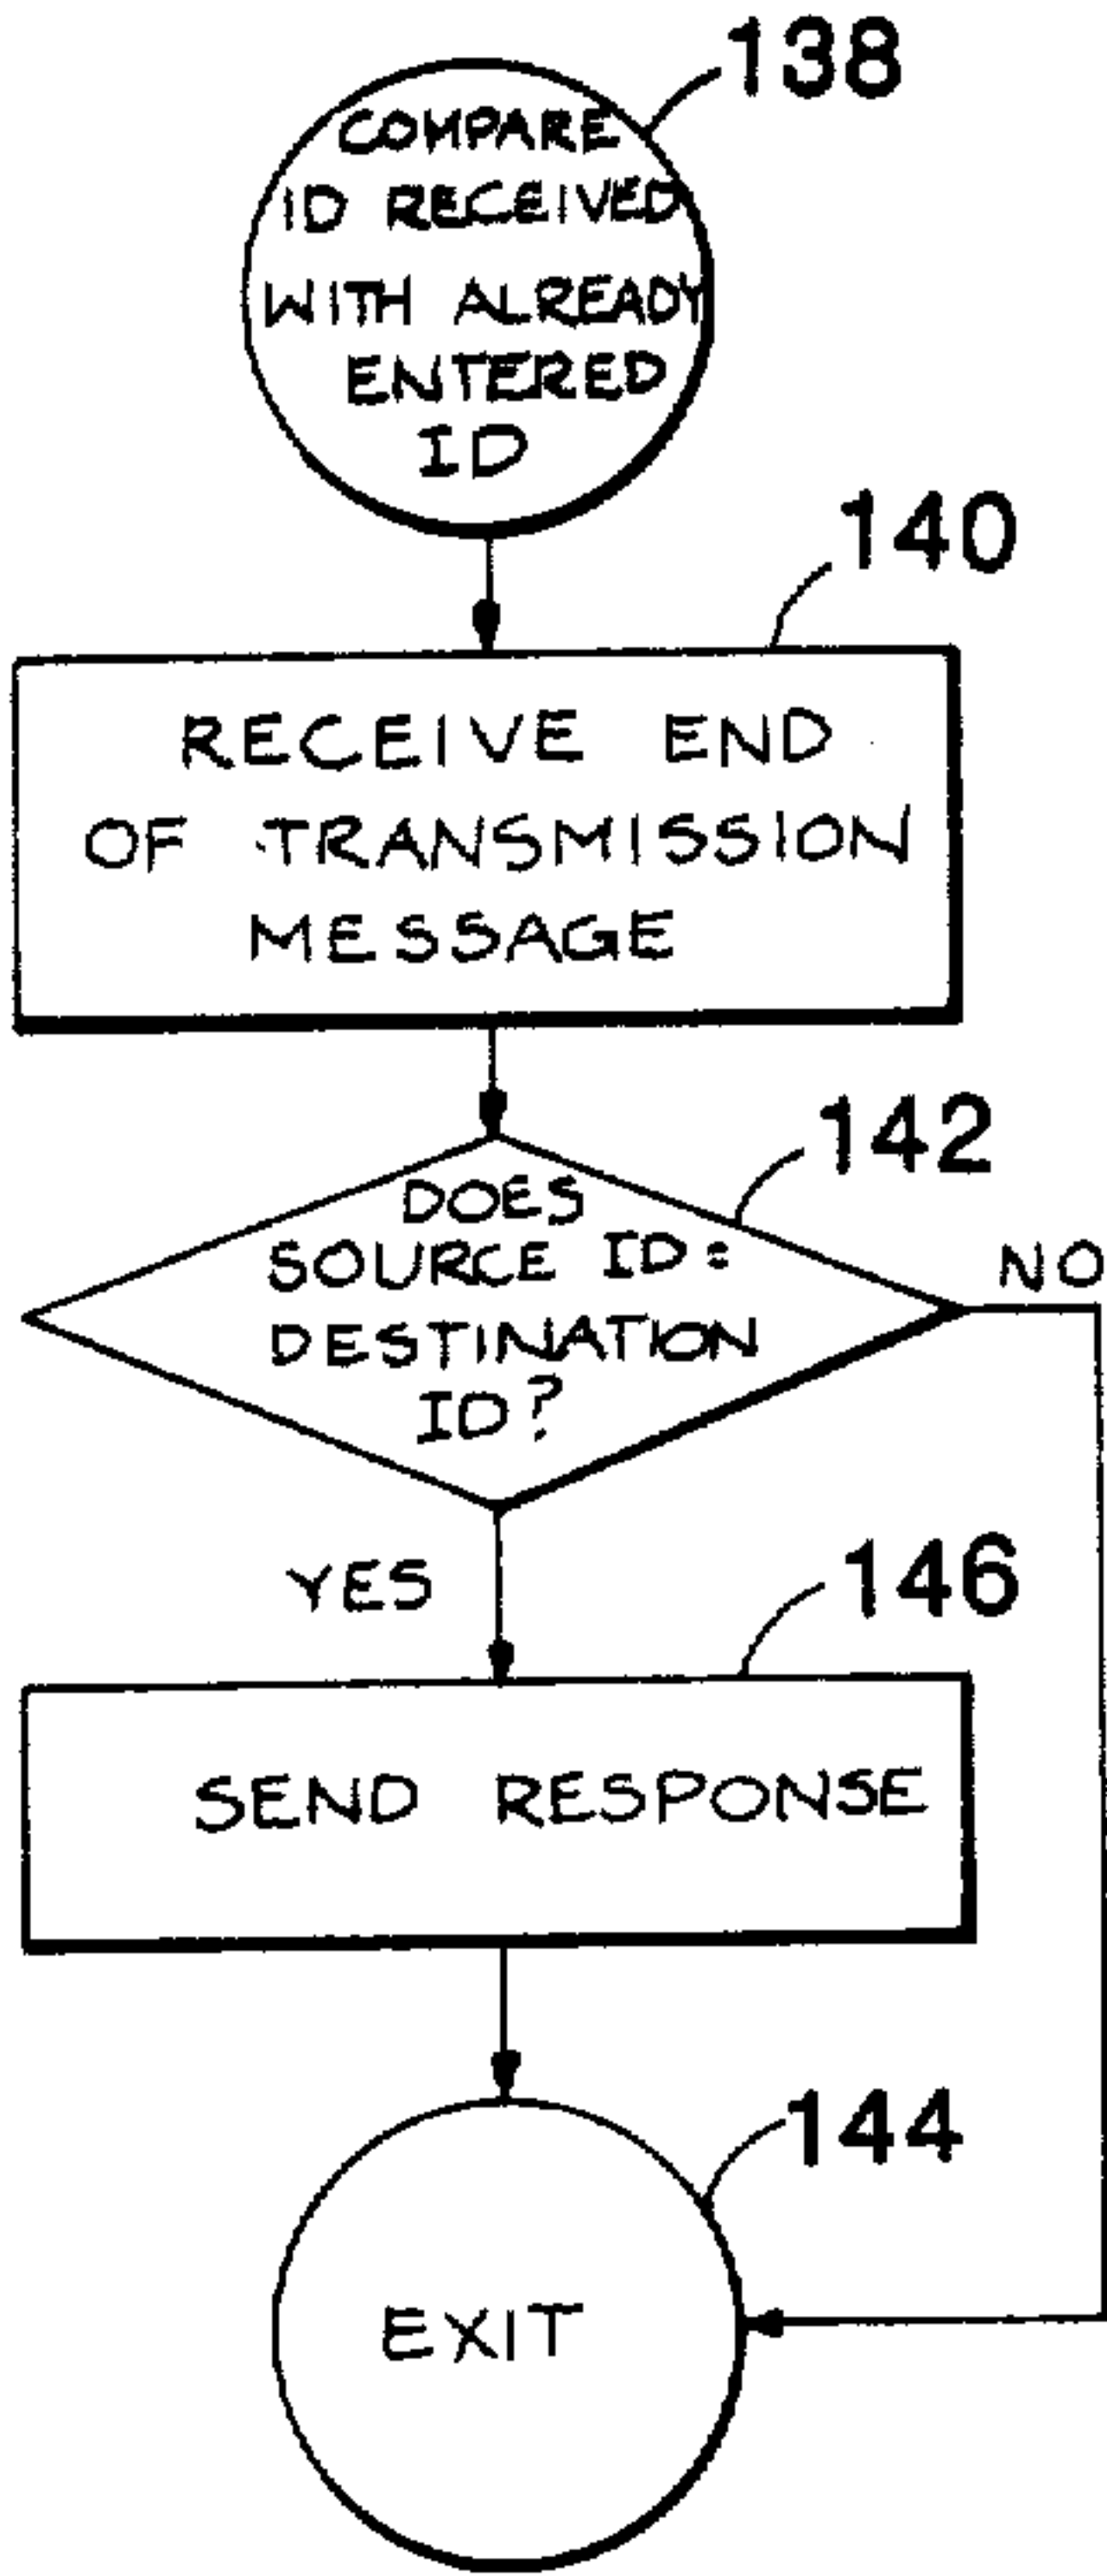 138
COMPARE
ID RECEIVED
WITH ALREADY
ENTERED
ID
140
RECEIVE END
OF TRANSMISSION
MESSAGE
142
DOES
SOURCE ID =
DESTINATION
ID?
NO
YES
146
SEND RESPONSE
144
EXIT